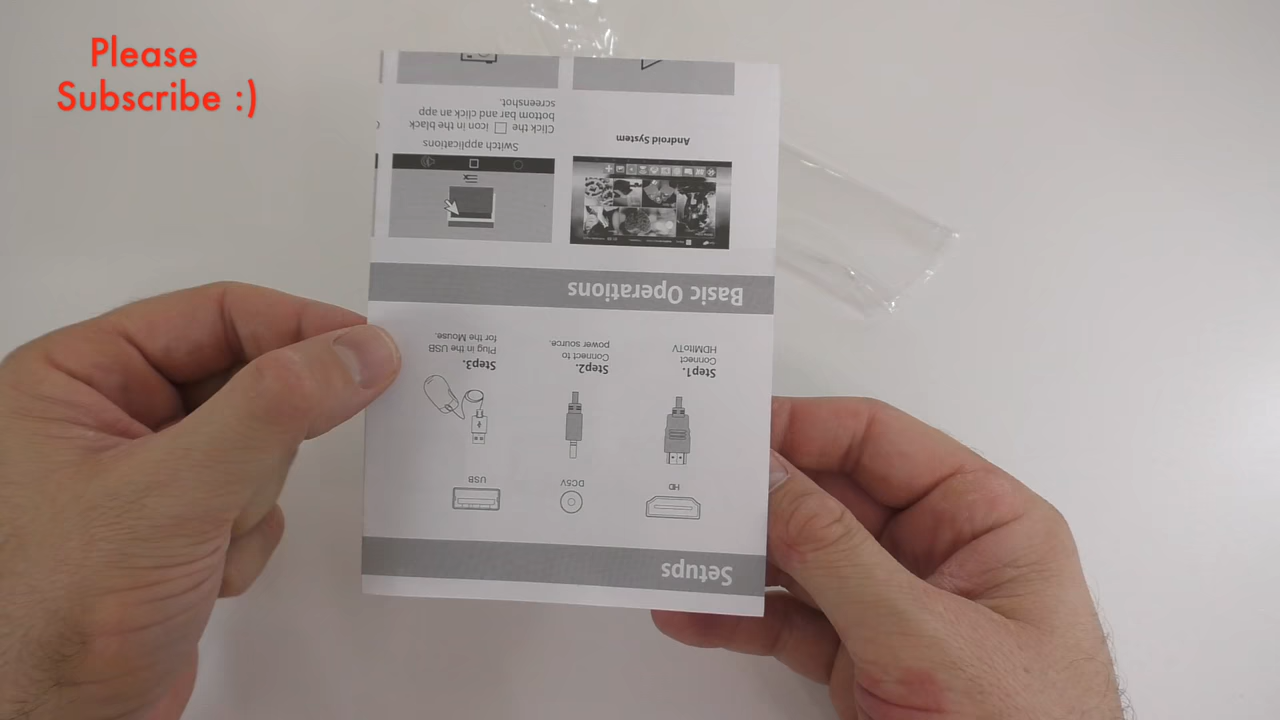 Please
Subscribe :)
Setups
HD
DC5V
USB
Step1.
Connect
HDMItoTV
Step2.
Connect to
power source.
Step3.
Plug in the USB
for the Mouse.
Basic Operations
Android System
Switch applications
Click the icon in the black
bottom bar and click an app
screenshot.